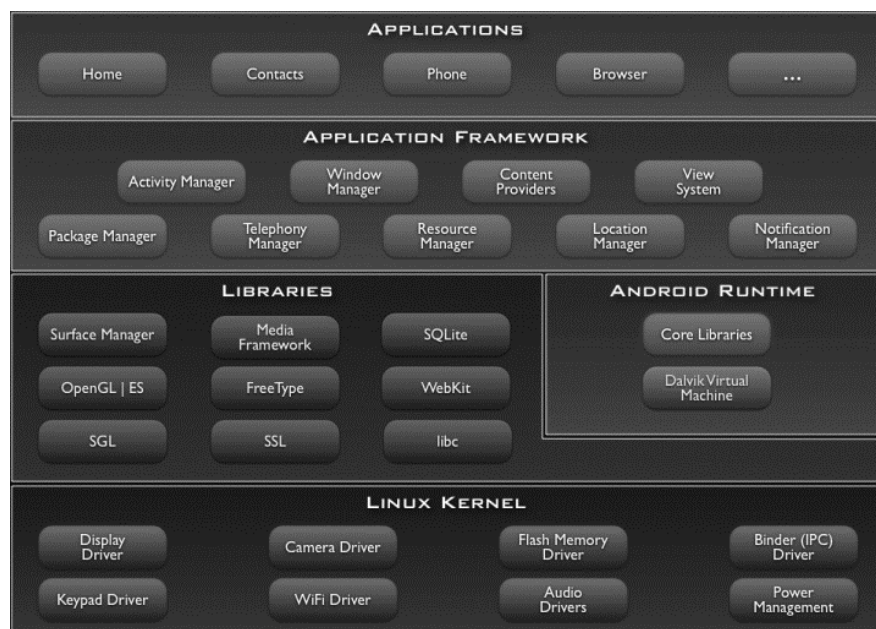 APPLICATIONS
Home
Contacts
Phone
Browser
...
APPLICATION FRAMEWORK
Activity Manager
Window
Manager
Content
Providers
View
System
Package Manager
Telephony
Manager
Resource
Manager
Location
Manager
Notification
Manager
LIBRARIES
Surface Manager
Media
Framework
SQLite
OpenGL | ES
FreeType
WebKit
SGL
SSL
libc
ANDROID RUNTIME
Core Libraries
Dalvik Virtual
Machine
LINUX KERNEL
Display
Driver
Camera Driver
Flash Memory
Driver
Binder (IPC)
Driver
Keypad Driver
WiFi Driver
Audio
Drivers
Power
Management